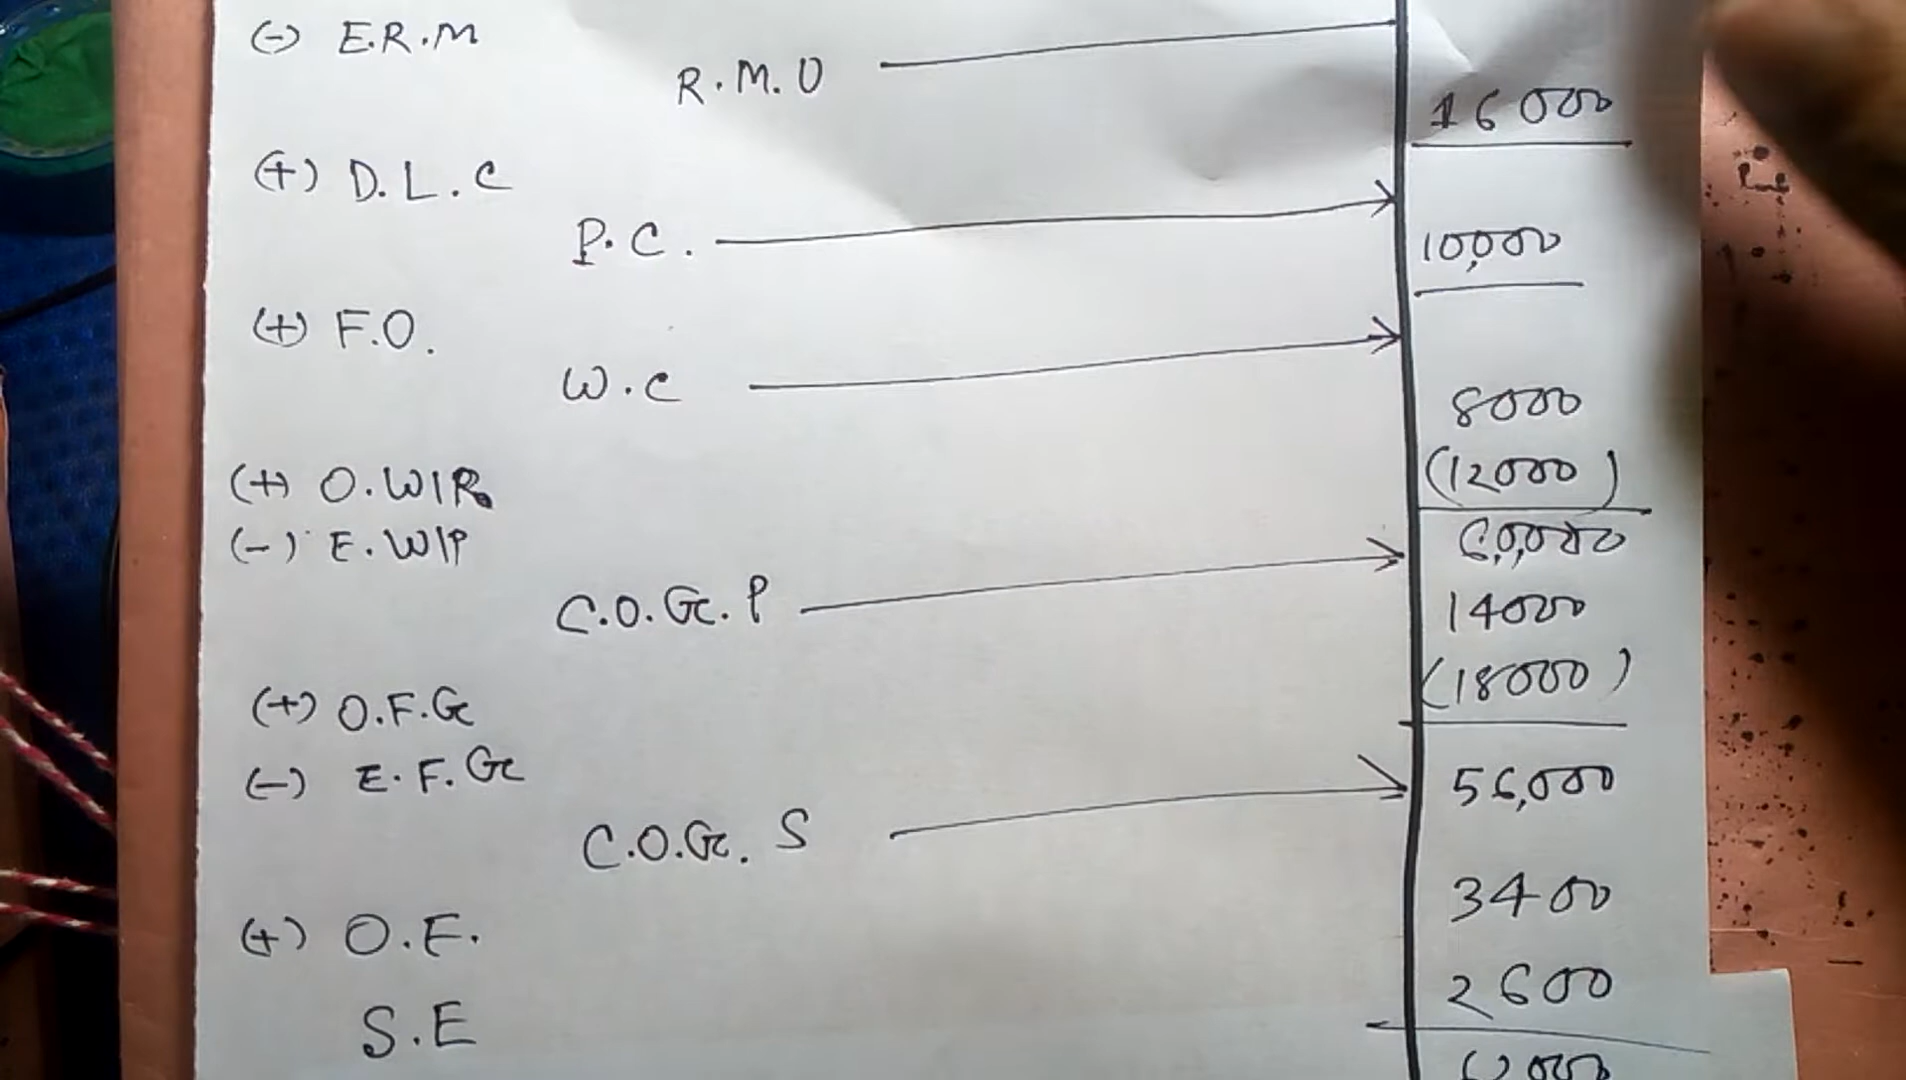 (-) E.R.M
R.M.U
16000
(+) D.L.C
P.C.
10,000
(+) F.O.
W.C
8000
(+) O.WIP
(12000)
(-) E.WIP
60,000
C.O.G.P
14000
(18000)
(+) O.F.G
(-) E.F.G
56,000
C.O.G.S
3400
(+) O.E.
2600
S.E